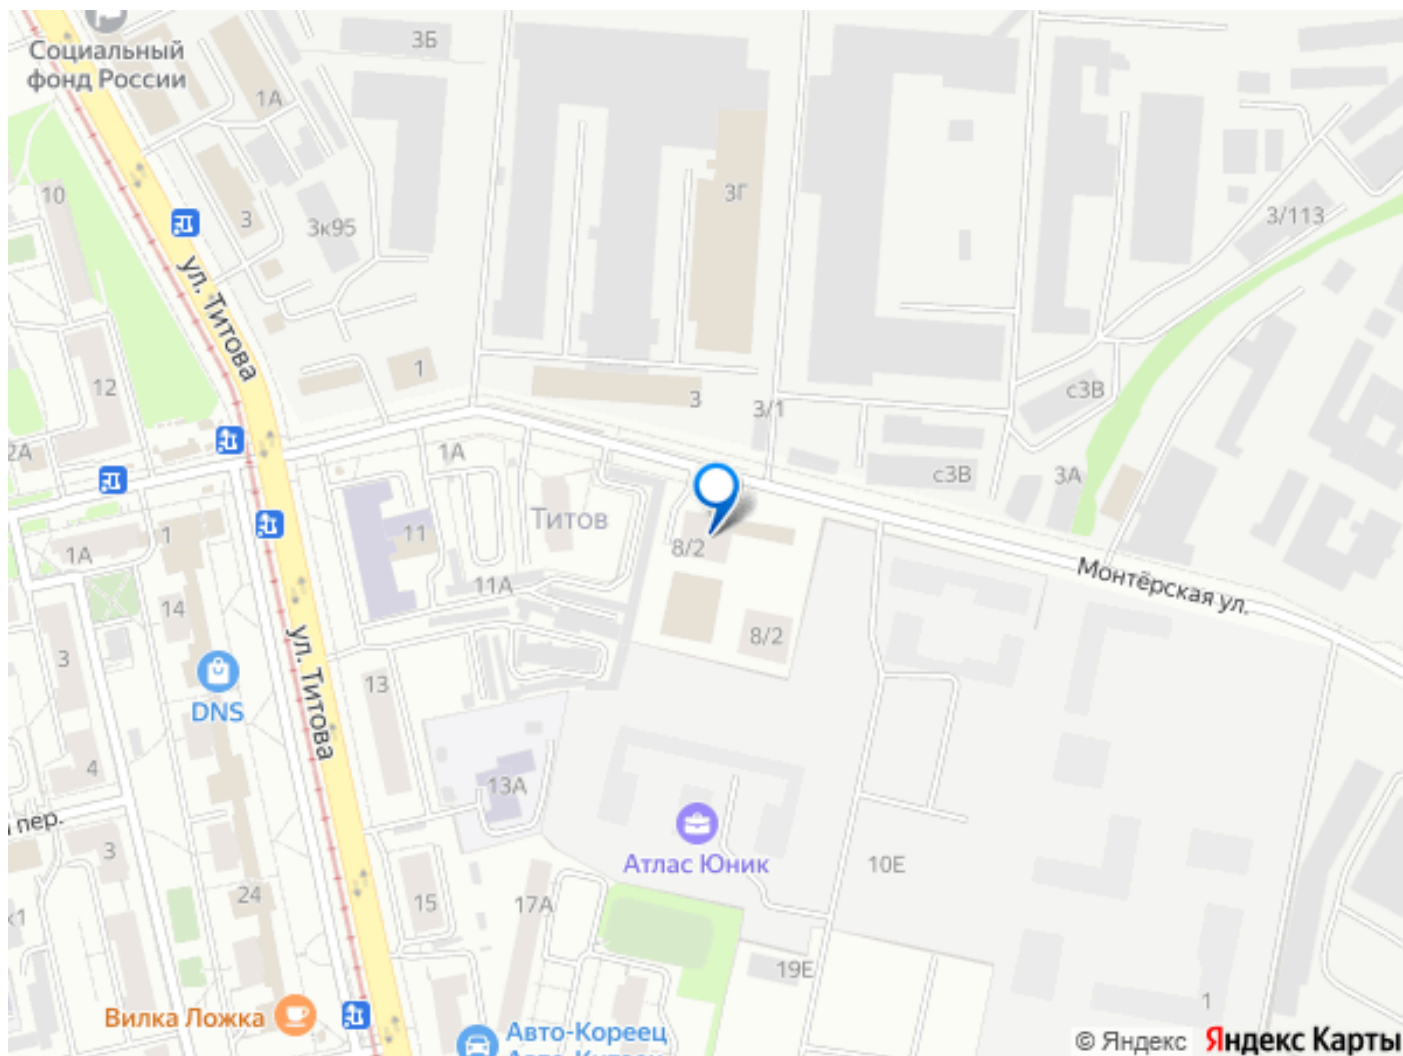 Социальный
фонд России
3Б
1А
10
3
3к95
3Г
3/113
ул. Титова
12
1
3
3/1
с3В
2А
1А
с3В
3А
Титов
11
8/2
1
1А
11А
Монтёрская ул.
14
8/2
ул. Титова
3
13
DNS
4
13А
пер.
3
Атлас Юник
10Е
24
15
17А
к1
19Е
1
Вилка Ложка
Авто-Кореец
© Яндекс Яндекс Карты